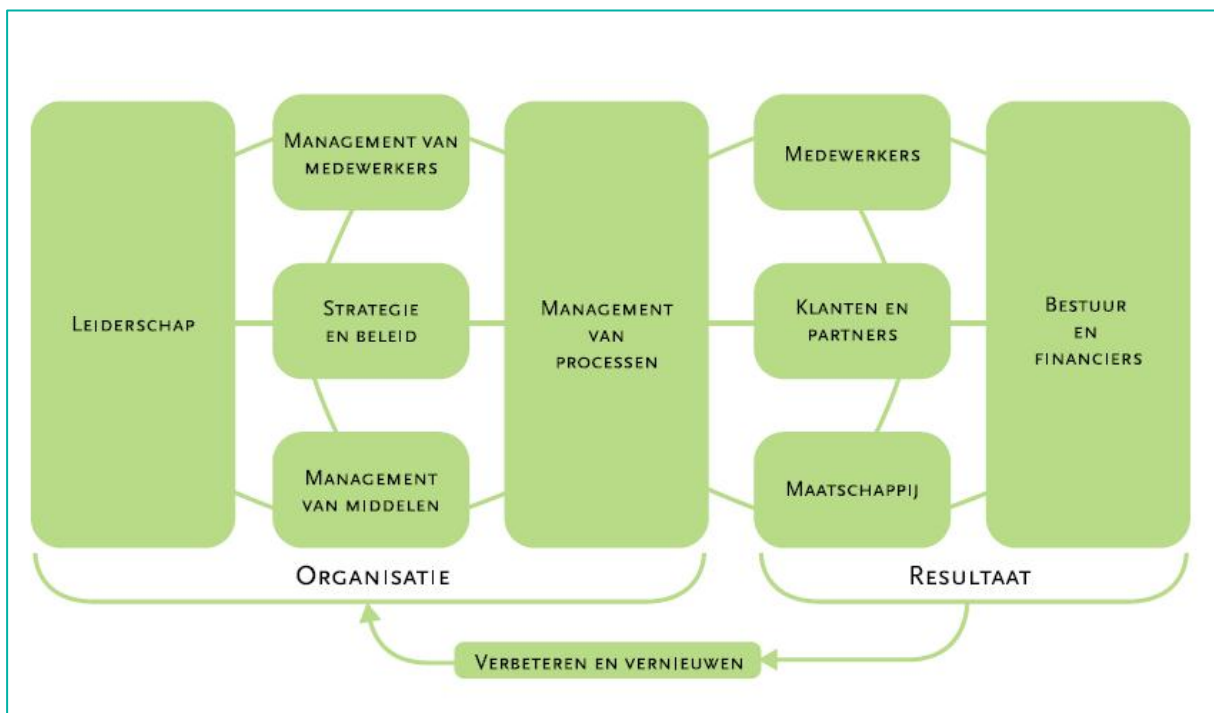 Leiderschap
Management van
medewerkers
Strategie
en beleid
Management
van middelen
Management
van
processen
Medewerkers
Klanten en
partners
Maatschappij
Bestuur
en
financiers
Organisatie
Resultaat
Verbeteren en vernieuwen